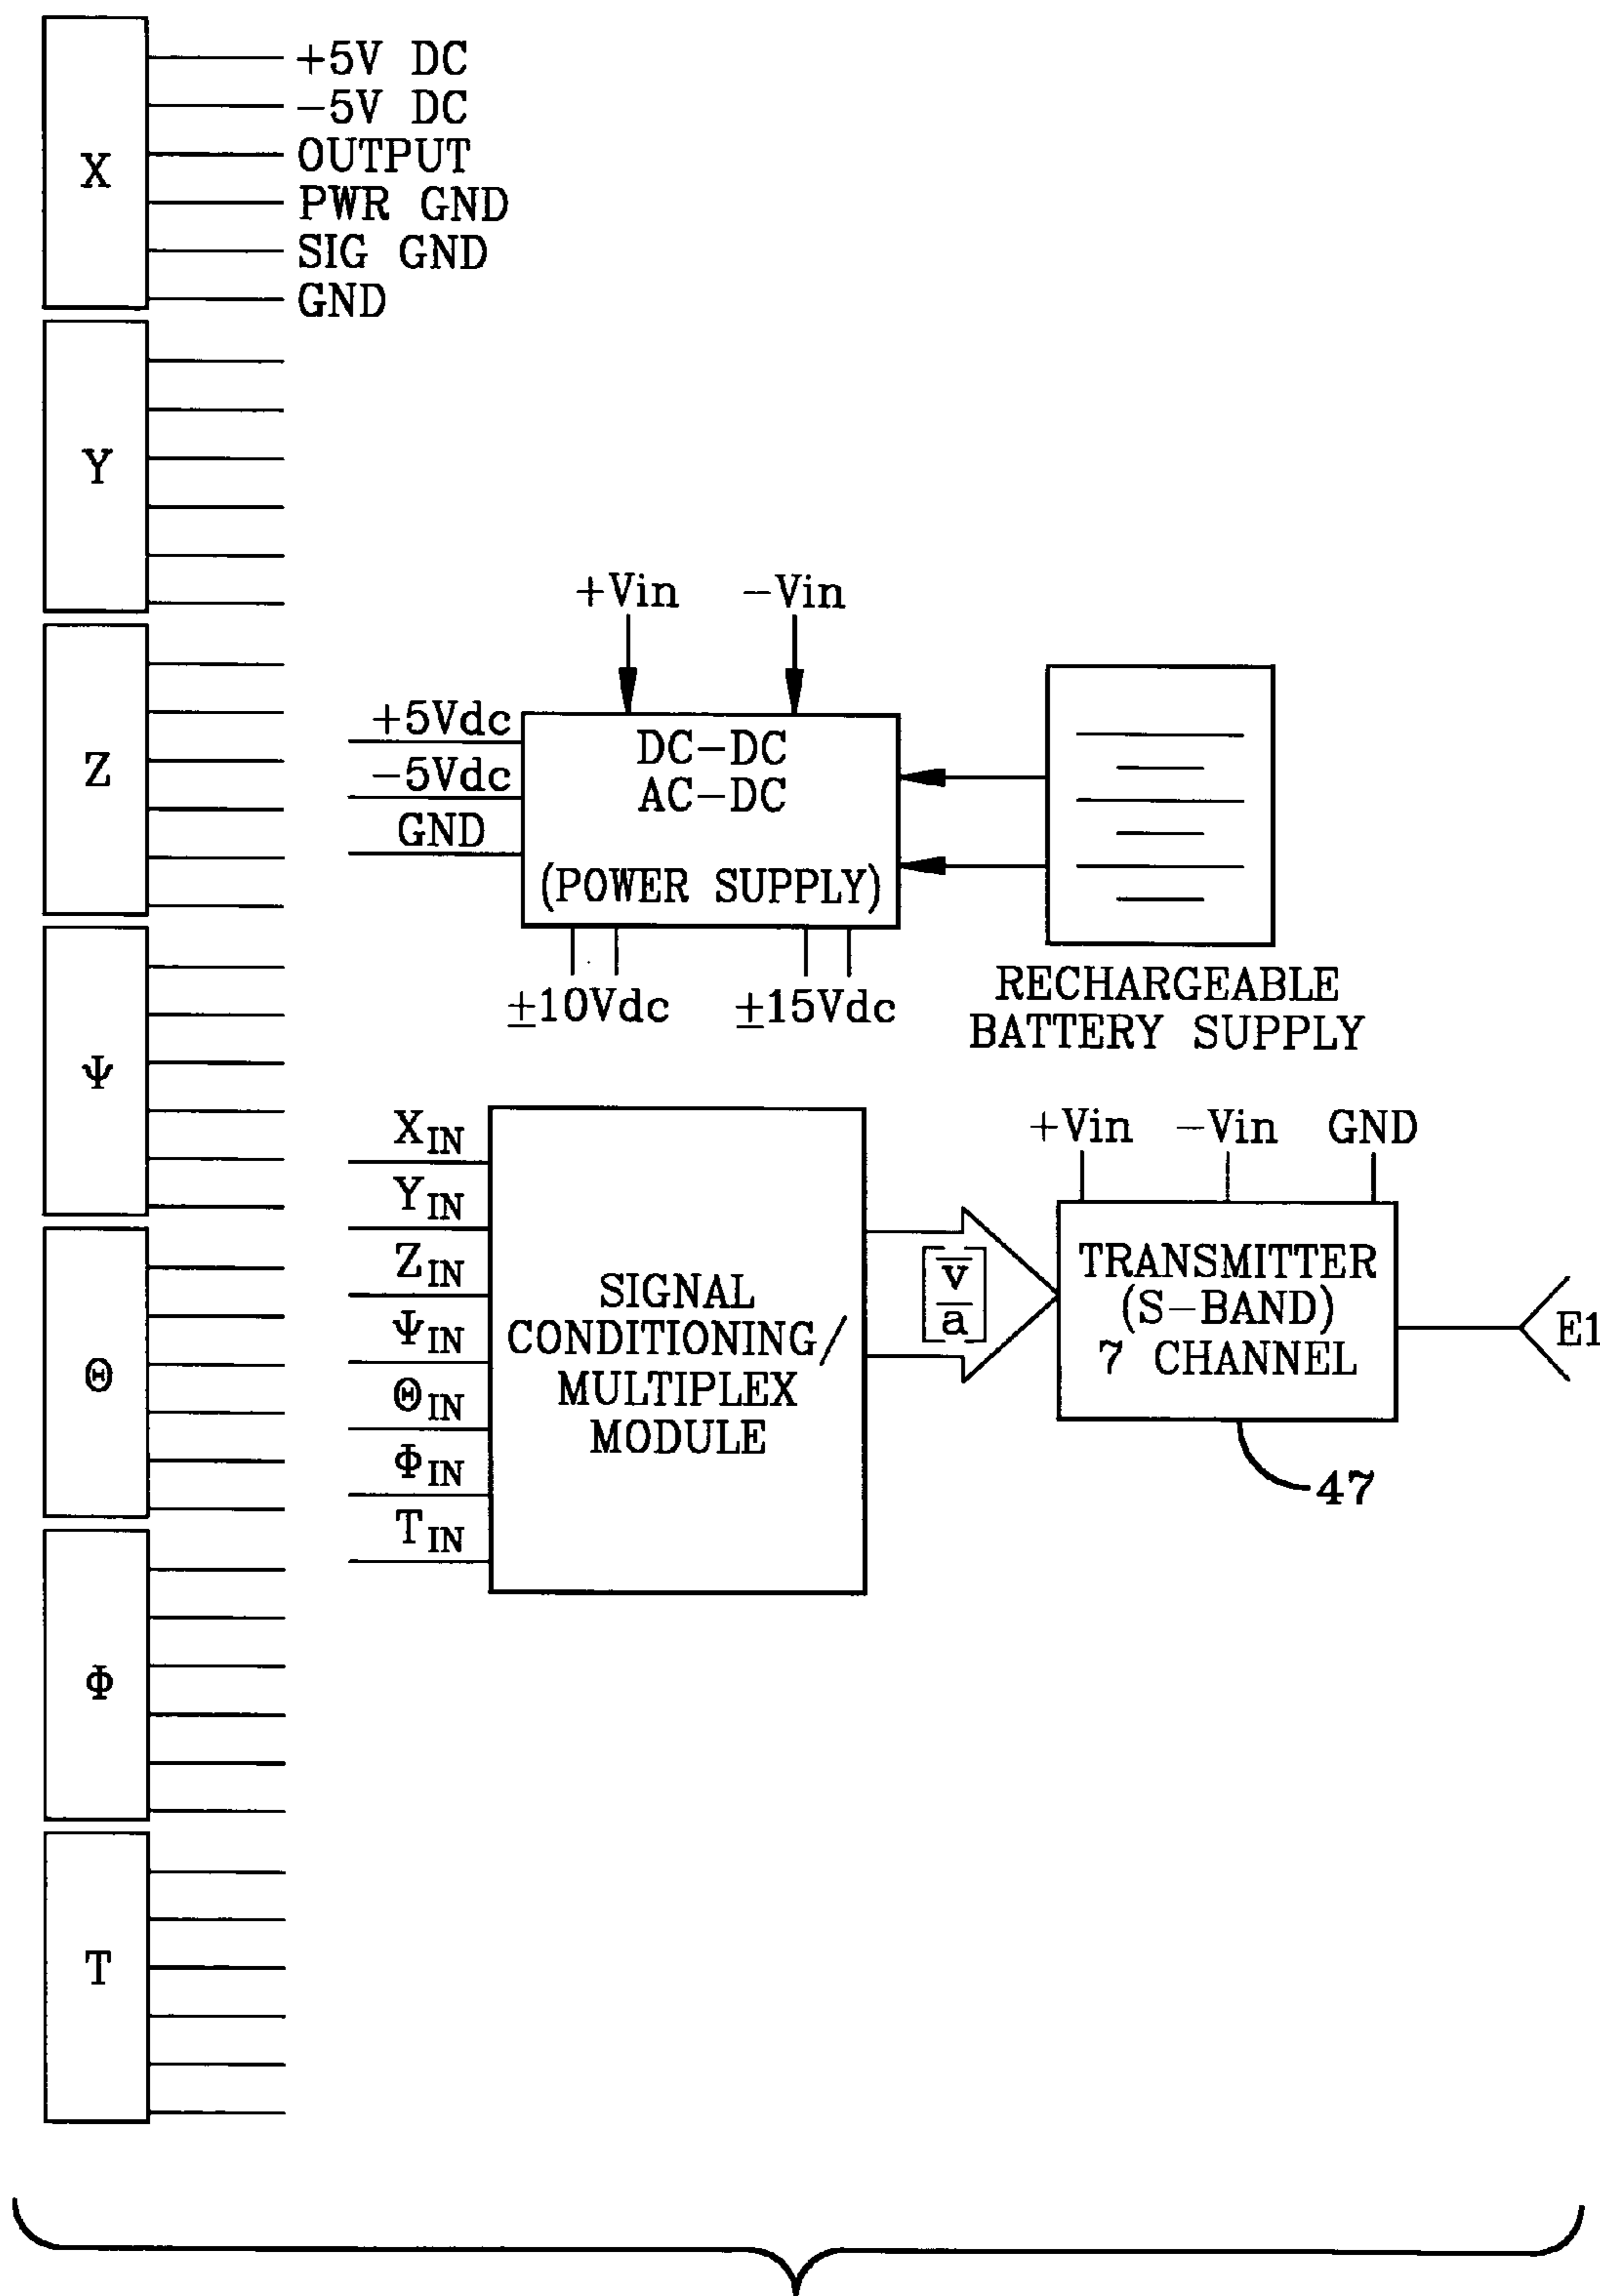 X
+5V DC
-5V DC
OUTPUT
PWR GND
SIG GND
GND
Y
Z
Ψ
Θ
Φ
T
+Vin -Vin
+5Vdc
-5Vdc
GND
DC-DC
AC-DC
(POWER SUPPLY)
±10Vdc ±15Vdc
RECHARGEABLE
BATTERY SUPPLY
X_IN
Y_IN
Z_IN
Ψ_IN
Θ_IN
Φ_IN
T_IN
SIGNAL
CONDITIONING/
MULTIPLEX
MODULE
[v̅
a̅]
+Vin -Vin GND
TRANSMITTER
(S-BAND)
7 CHANNEL
E1
47